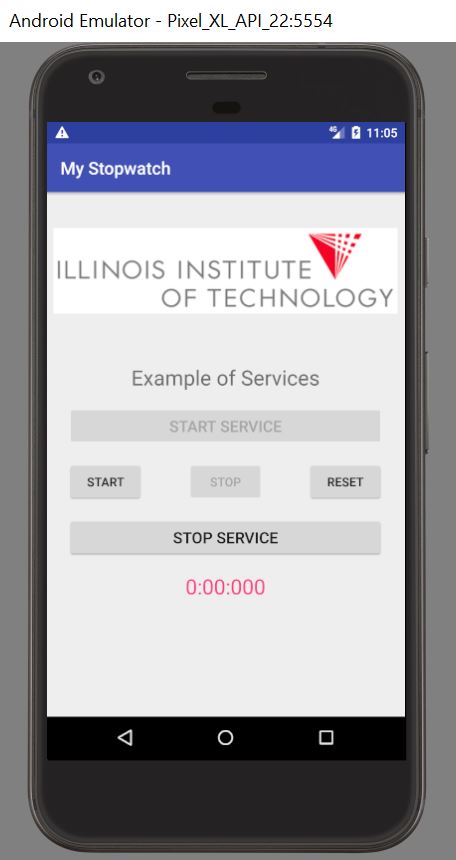 Android Emulator - Pixel_XL_API_22:5554
4G 11:05
My Stopwatch
ILLINOIS INSTITUTE
OF TECHNOLOGY
Example of Services
START SERVICE
START STOP RESET
STOP SERVICE
0:00:000